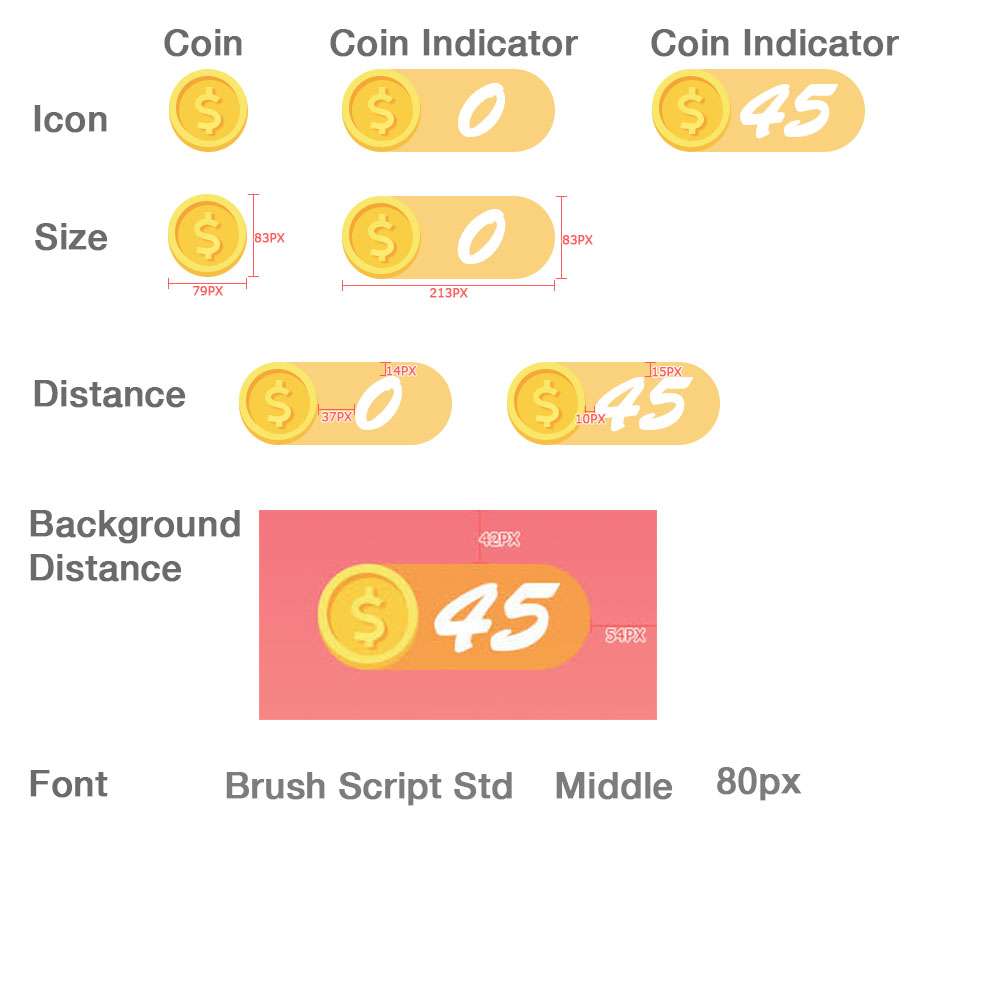 Coin Coin Indicator Coin Indicator
Icon $ $ 0 $ 45
Size $ 83PX $ 0 83PX
79PX 213PX
Distance $ 37PX 14PX 0 $ 10PX 15PX 45
Background
Distance
42PX
$ 45
54PX
Font Brush Script Std Middle 80px